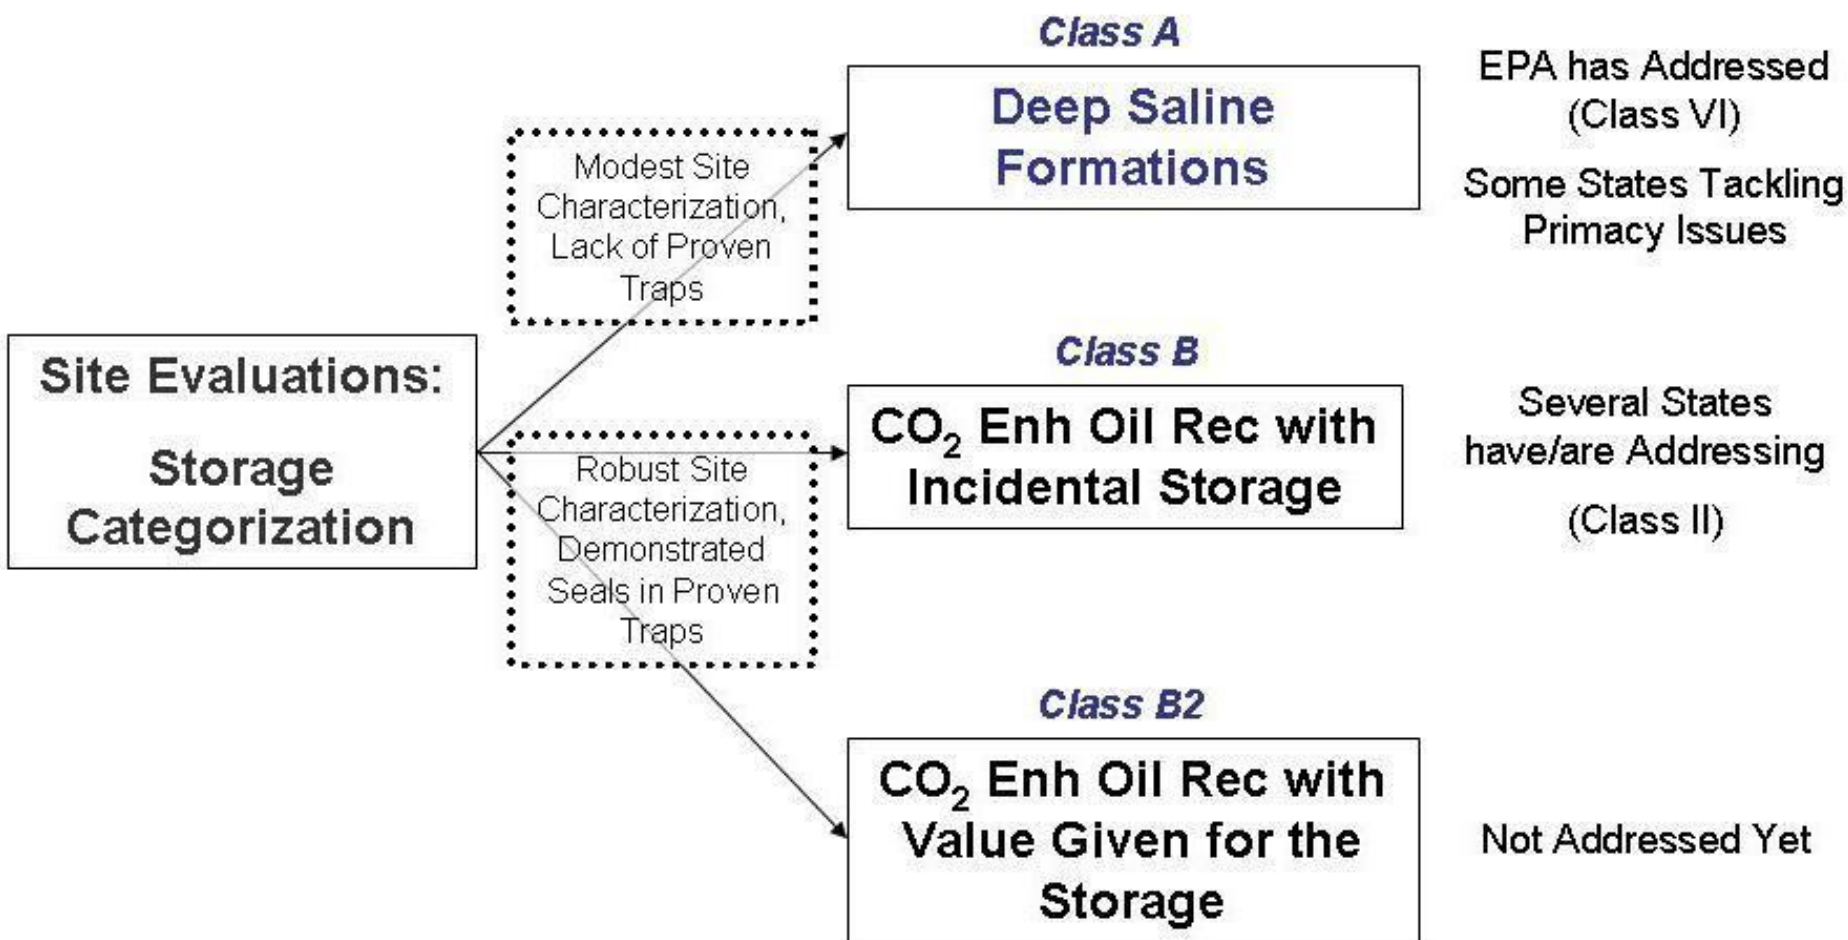 Class A
Deep Saline
Formations
EPA has Addressed
(Class VI)
Some States Tackling
Primacy Issues
Modest Site
Characterization,
Lack of Proven
Traps
Site Evaluations:
Storage
Categorization
Class B
CO₂ Enh Oil Rec with
Incidental Storage
Several States
have/are Addressing
(Class II)
Robust Site
Characterization,
Demonstrated
Seals in Proven
Traps
Class B2
CO₂ Enh Oil Rec with
Value Given for the
Storage
Not Addressed Yet